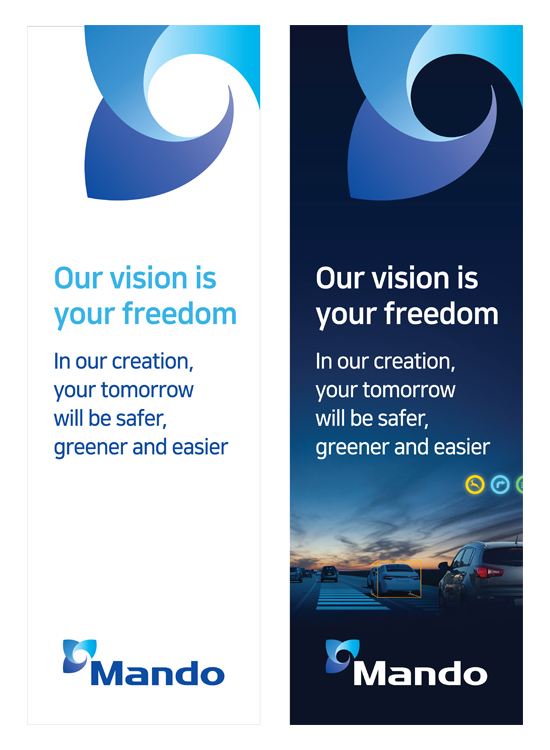 Our vision is
your freedom
In our creation,
your tomorrow
will be safer,
greener and easier
Mando
Our vision is
your freedom
In our creation,
your tomorrow
will be safer,
greener and easier
Mando